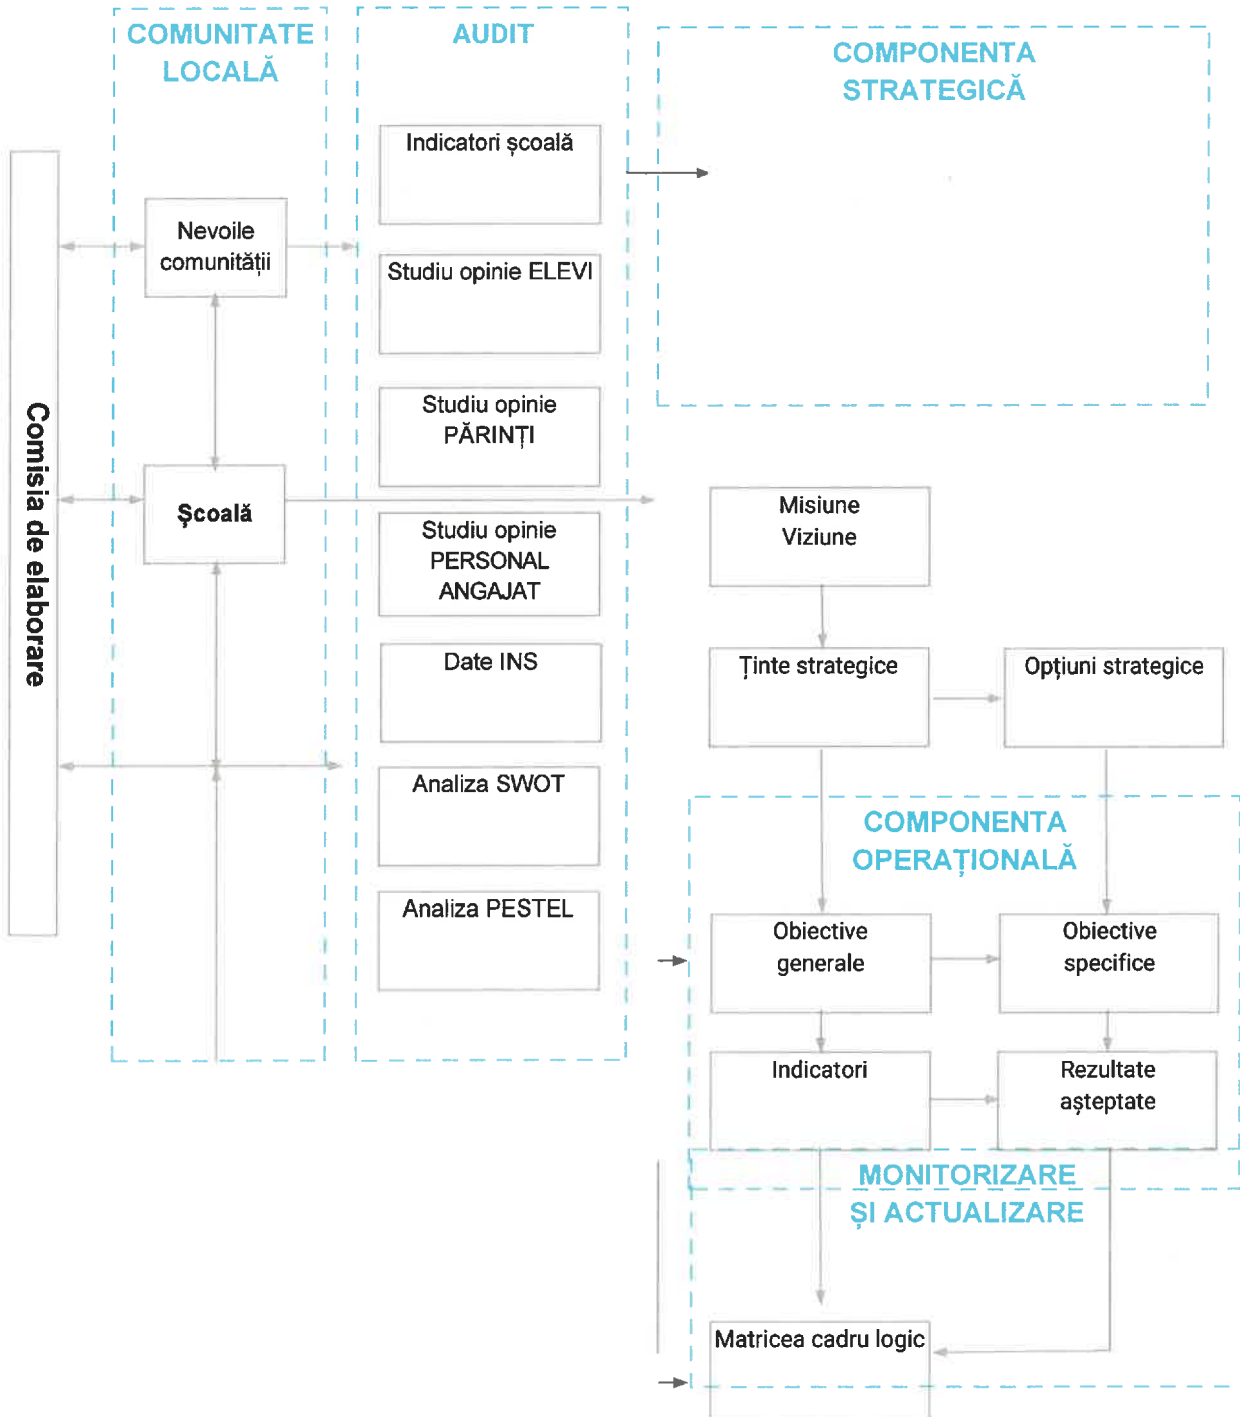 COMUNITATE
LOCALĂ
AUDIT
COMPONENTA
STRATEGICĂ
Comisia de elaborare
Nevoile
comunității
Școală
Indicatori școală
Studiu opinie ELEVI
Studiu opinie
PĂRINȚI
Studiu opinie
PERSONAL
ANGAJAT
Date INS
Analiza SWOT
Analiza PESTEL
Misiune
Viziune
Ținte strategice
Opțiuni strategice
COMPONENTA
OPERAȚIONALĂ
Obiective
generale
Obiective
specifice
Indicatori
Rezultate
așteptate
MONITORIZARE
ȘI ACTUALIZARE
Matricea cadru logic